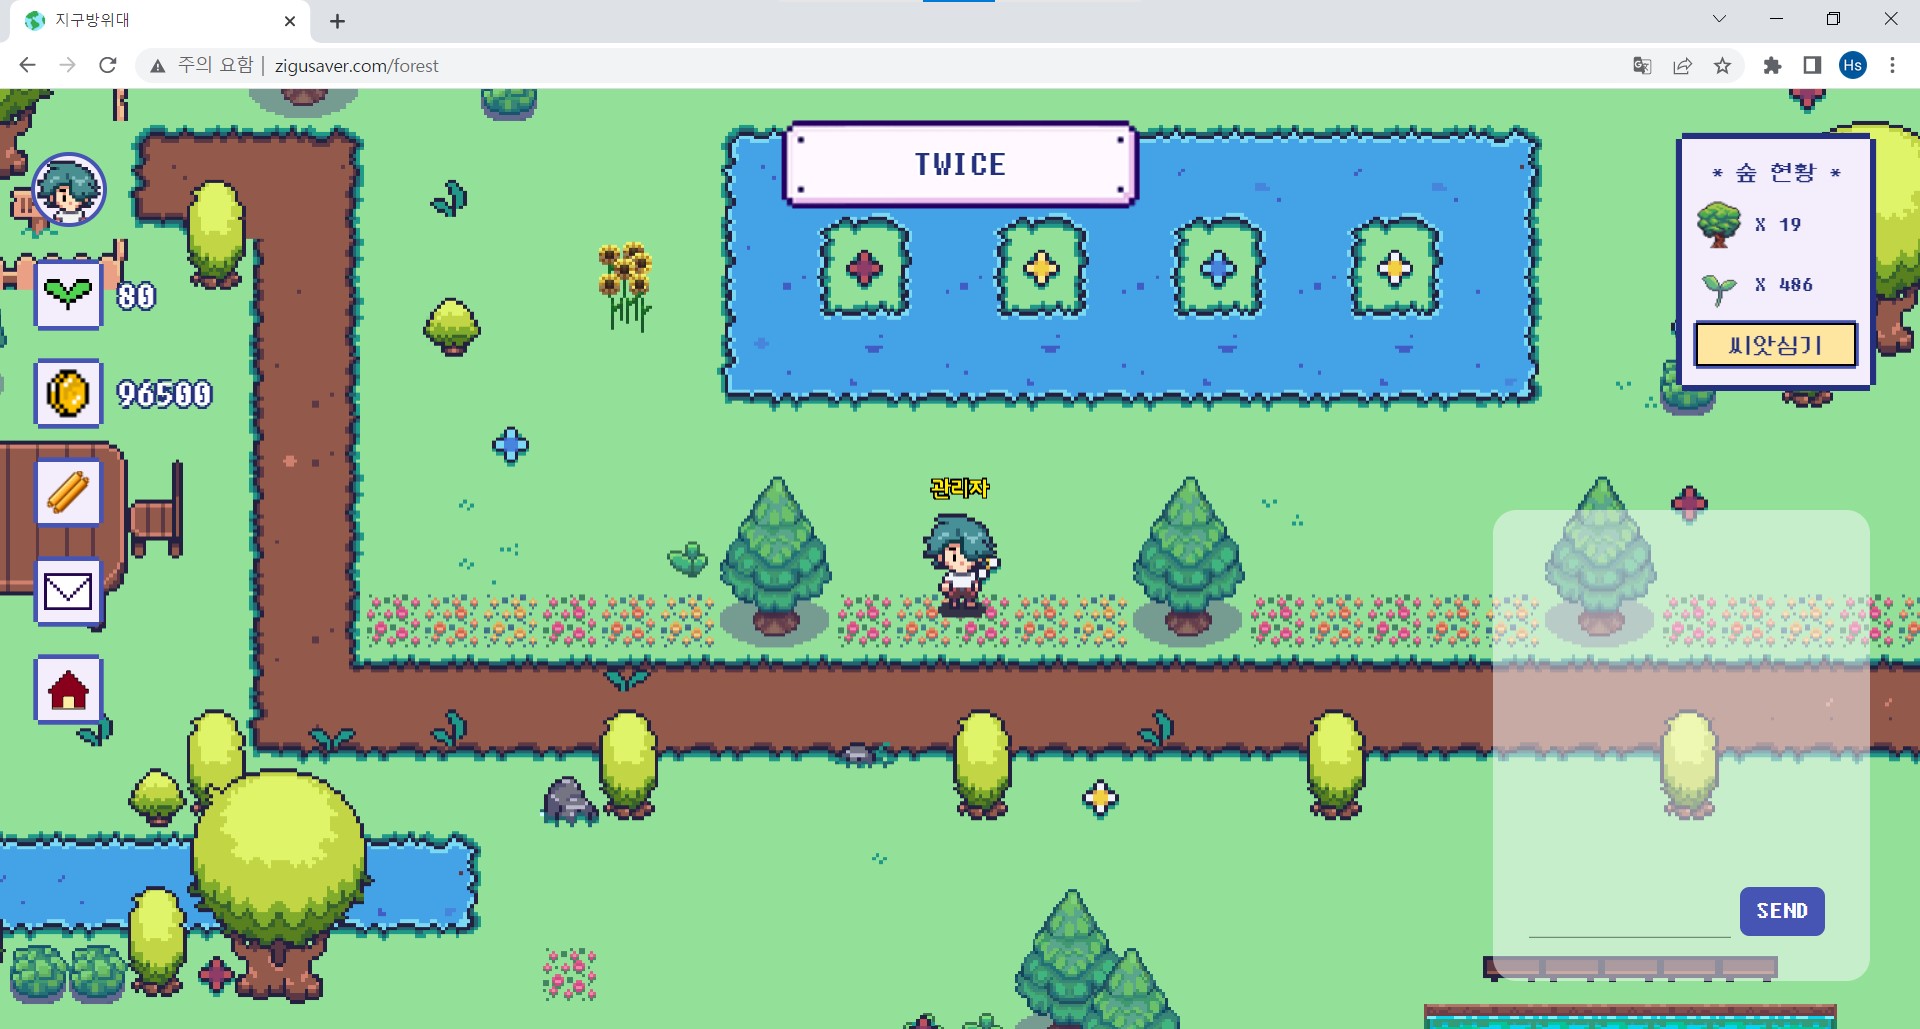 지구방위대
주의 요함 | zigusaver.com/forest
Hs
TWICE
* 숲 현황 *
X 19
80
X 486
씨앗심기
96500
관리자
SEND